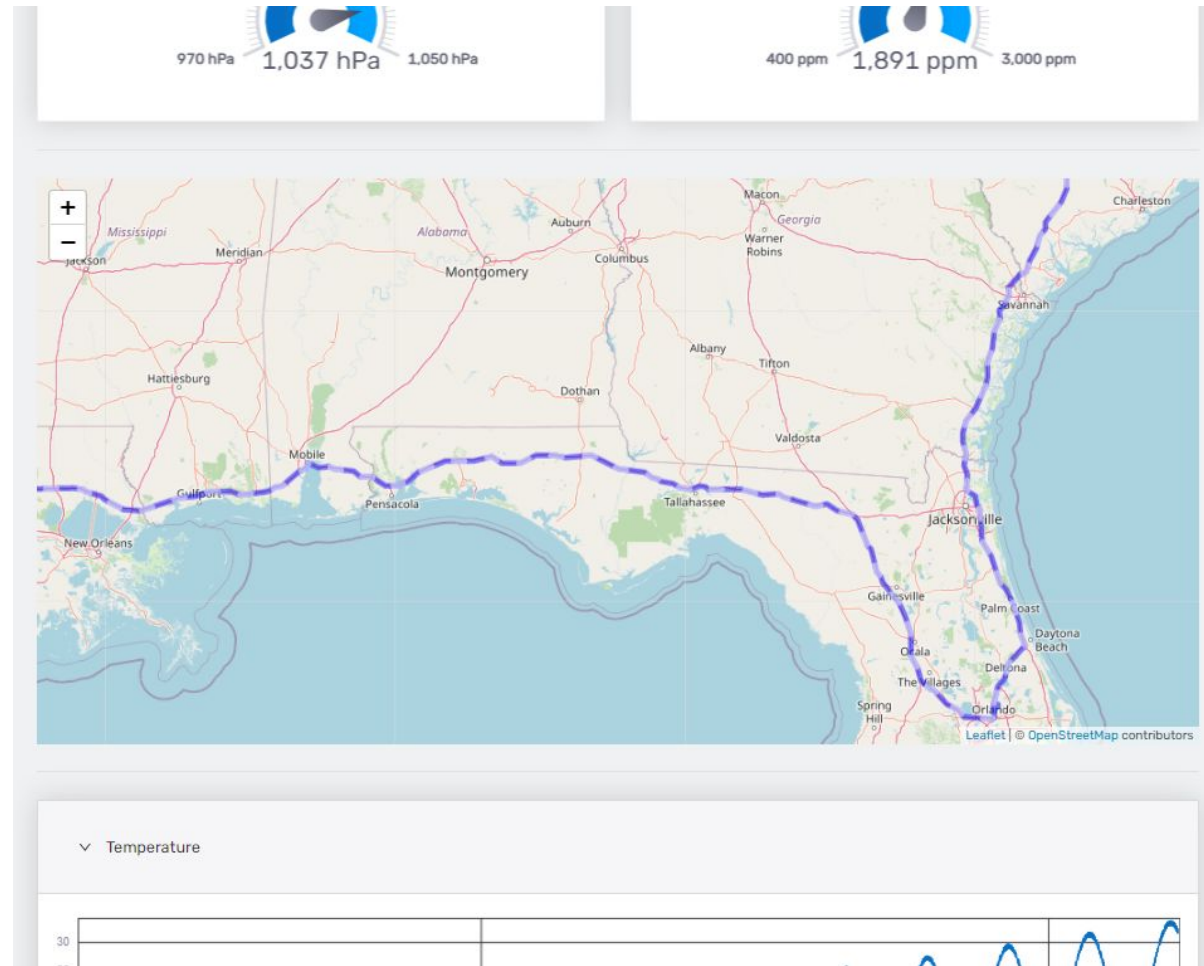 970 hPa 1,037 hPa 1,050 hPa
400 ppm 1,891 ppm 3,000 ppm
+
−
Macon
Charleston
Georgia
Mississippi
Alabama
Auburn
Warner
Robins
Meridian
Columbus
Jackson
Montgomery
Savannah
Albany
Tifton
Hattiesburg
Dothan
Valdosta
Mobile
Gulfport
Pensacola
Tallahassee
Jacksonville
New Orleans
Gainesville
Palm Coast
Daytona
Beach
Ocala
Deltona
The Villages
Spring
Hill
Orlando
Leaflet | © OpenStreetMap contributors
Temperature
30